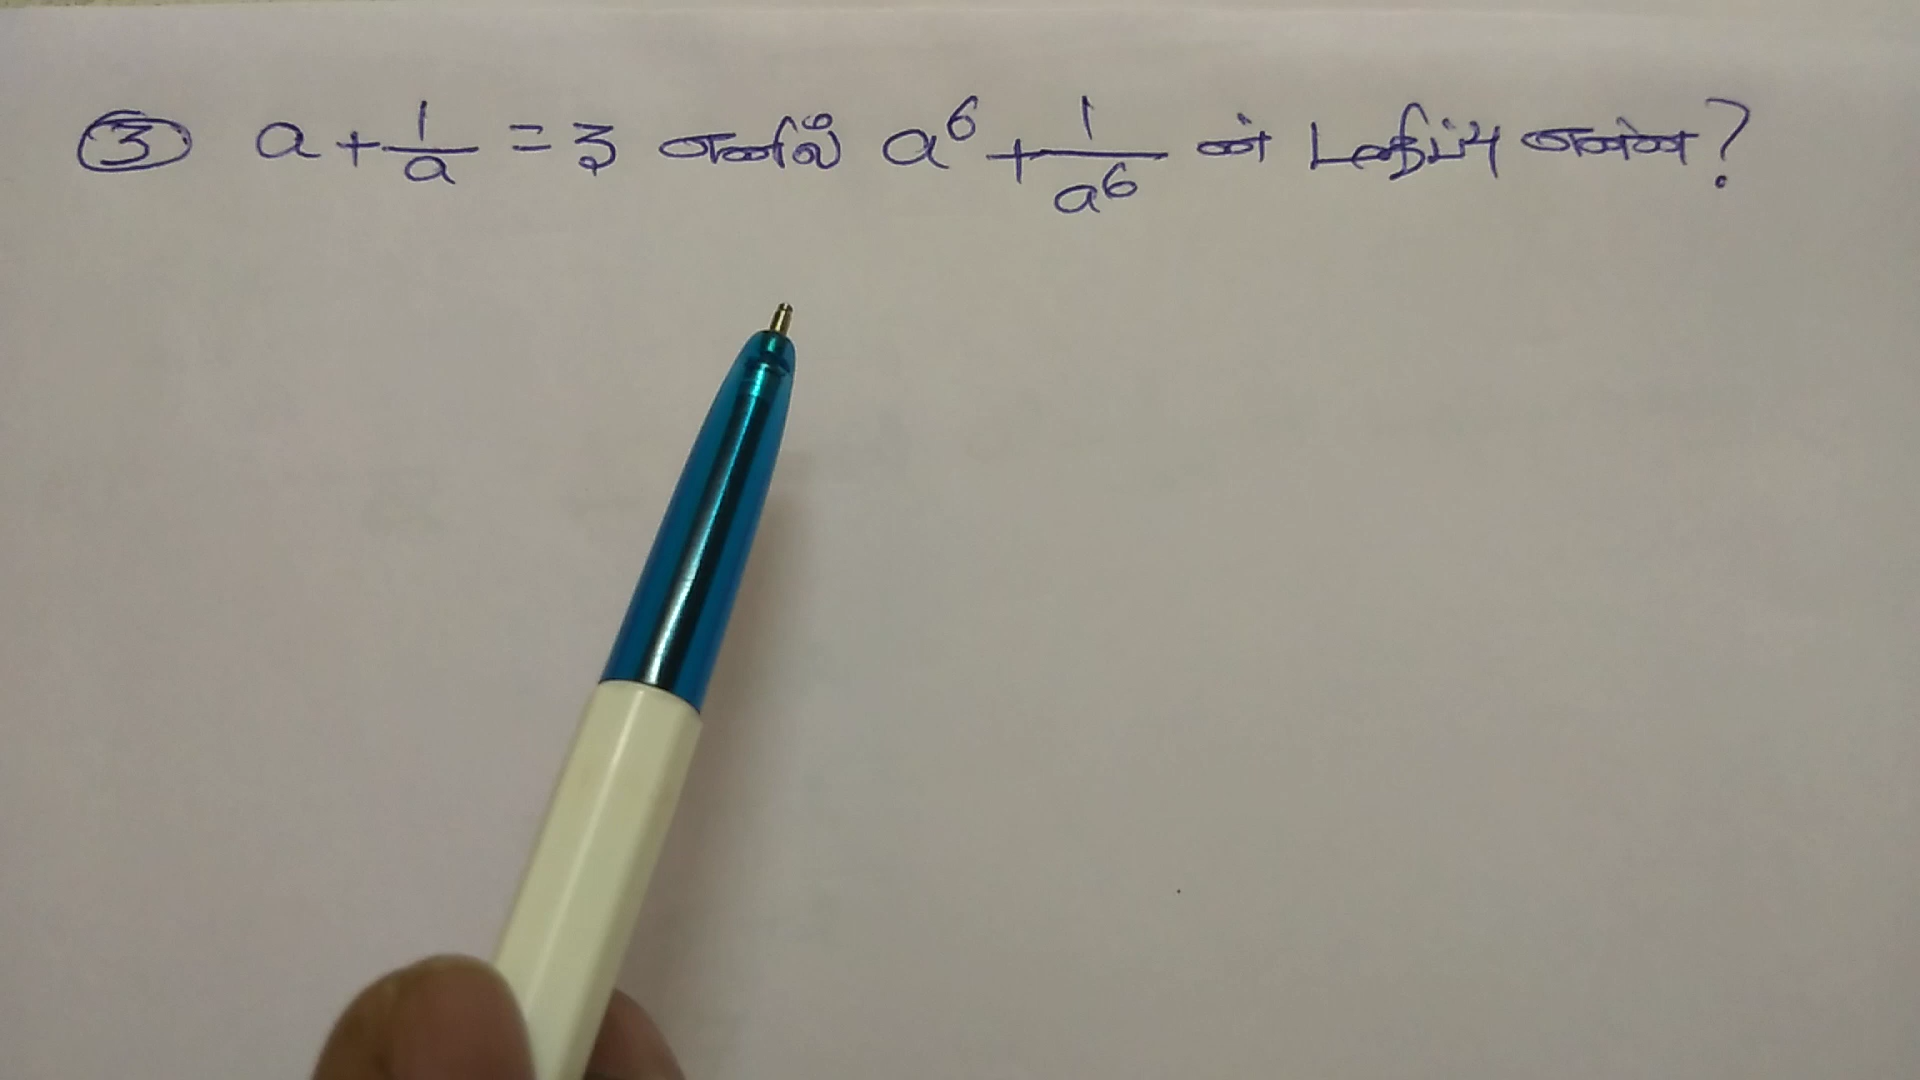 ③ a + 1/a = 3 எனில் a⁶ + 1/a⁶ ன் மதிப்பு என்ன?